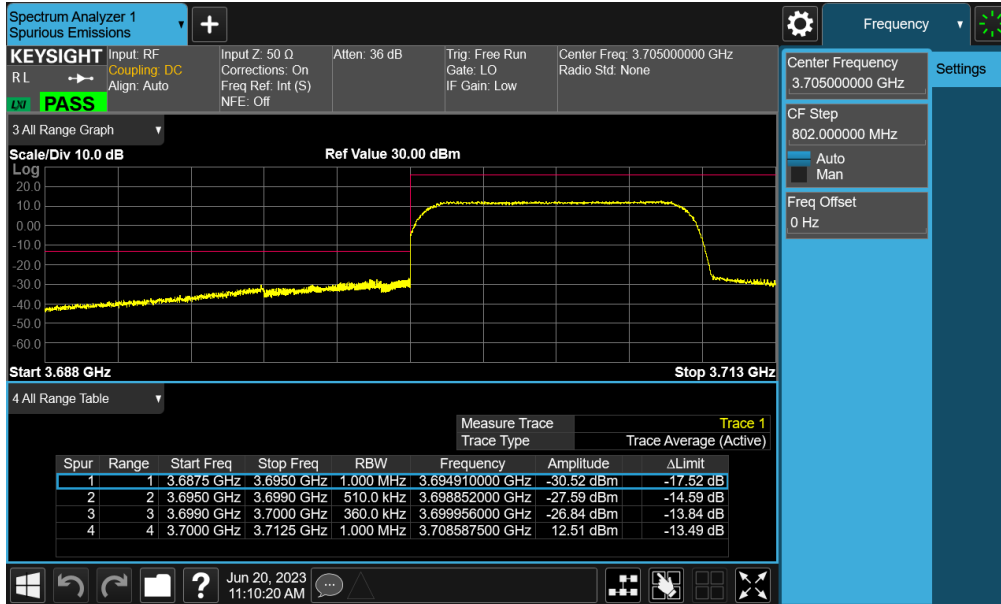 Spectrum Analyzer 1
Spurious Emissions
Frequency
KEYSIGHT
RL
LXI
PASS
Input: RF
Coupling: DC
Align: Auto
Input Z: 50 Ω
Corrections: On
Freq Ref: Int (S)
NFE: Off
Atten: 36 dB
Trig: Free Run
Gate: LO
IF Gain: Low
Center Freq: 3.705000000 GHz
Radio Std: None
Center Frequency
3.705000000 GHz
Settings
CF Step
802.000000 MHz
Auto
Man
Freq Offset
0 Hz
3 All Range Graph
Scale/Div 10.0 dB
Ref Value 30.00 dBm
Log
20.0
10.0
0.00
-10.0
-20.0
-30.0
-40.0
-50.0
-60.0
Start 3.688 GHz
Stop 3.713 GHz
4 All Range Table
Measure Trace Trace 1
Trace Type Trace Average (Active)
Spur Range Start Freq Stop Freq RBW Frequency Amplitude ΔLimit
1 1 3.6875 GHz 3.6950 GHz 1.000 MHz 3.694910000 GHz -30.52 dBm -17.52 dB
2 2 3.6950 GHz 3.6990 GHz 510.0 kHz 3.698852000 GHz -27.59 dBm -14.59 dB
3 3 3.6990 GHz 3.7000 GHz 360.0 kHz 3.699956000 GHz -26.84 dBm -13.84 dB
4 4 3.7000 GHz 3.7125 GHz 1.000 MHz 3.708587500 GHz 12.51 dBm -13.49 dB
Jun 20, 2023
11:10:20 AM